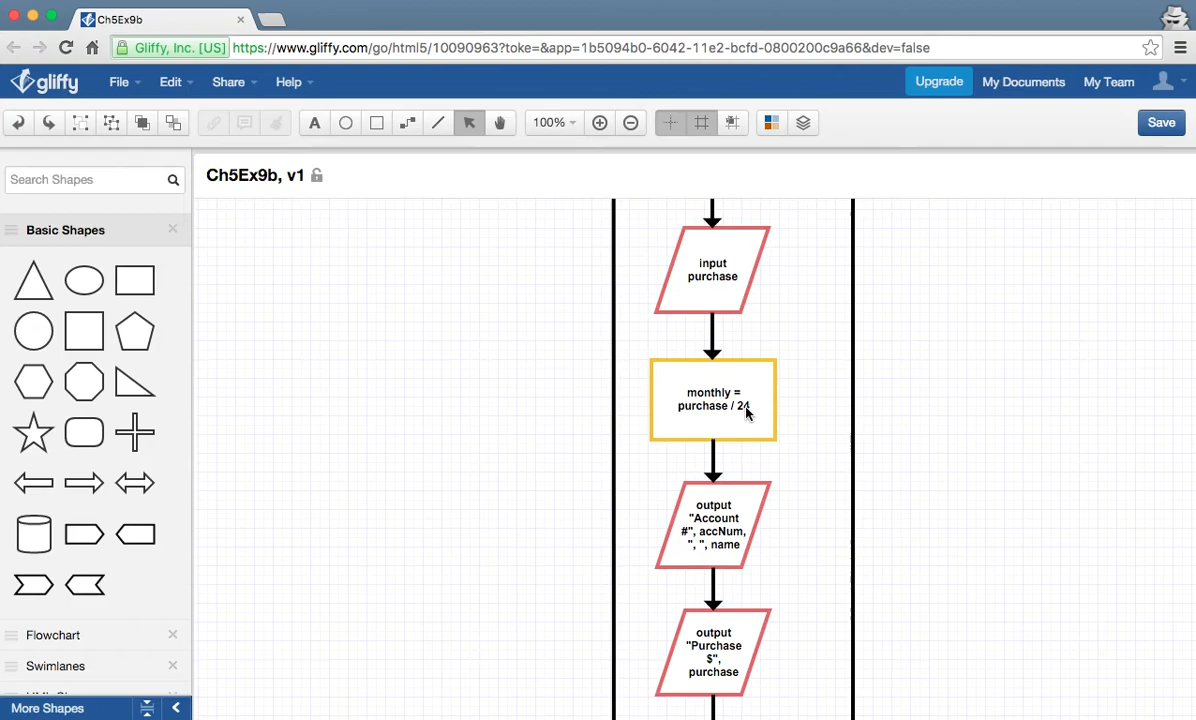 Ch5Ex9b
Gliffy, Inc. [US] https://www.gliffy.com/go/html5/10090963?toke=&app=1b5094b0-6042-11e2-bcfd-0800200c9a66&dev=false
gliffy File Edit Share Help Upgrade My Documents My Team
A 100% Save
Search Shapes
Ch5Ex9b, v1
Basic Shapes
input
purchase
monthly =
purchase / 24
output
"Account
#", accNum,
", ", name
output
"Purchase
$",
purchase
Flowchart
Swimlanes
More Shapes